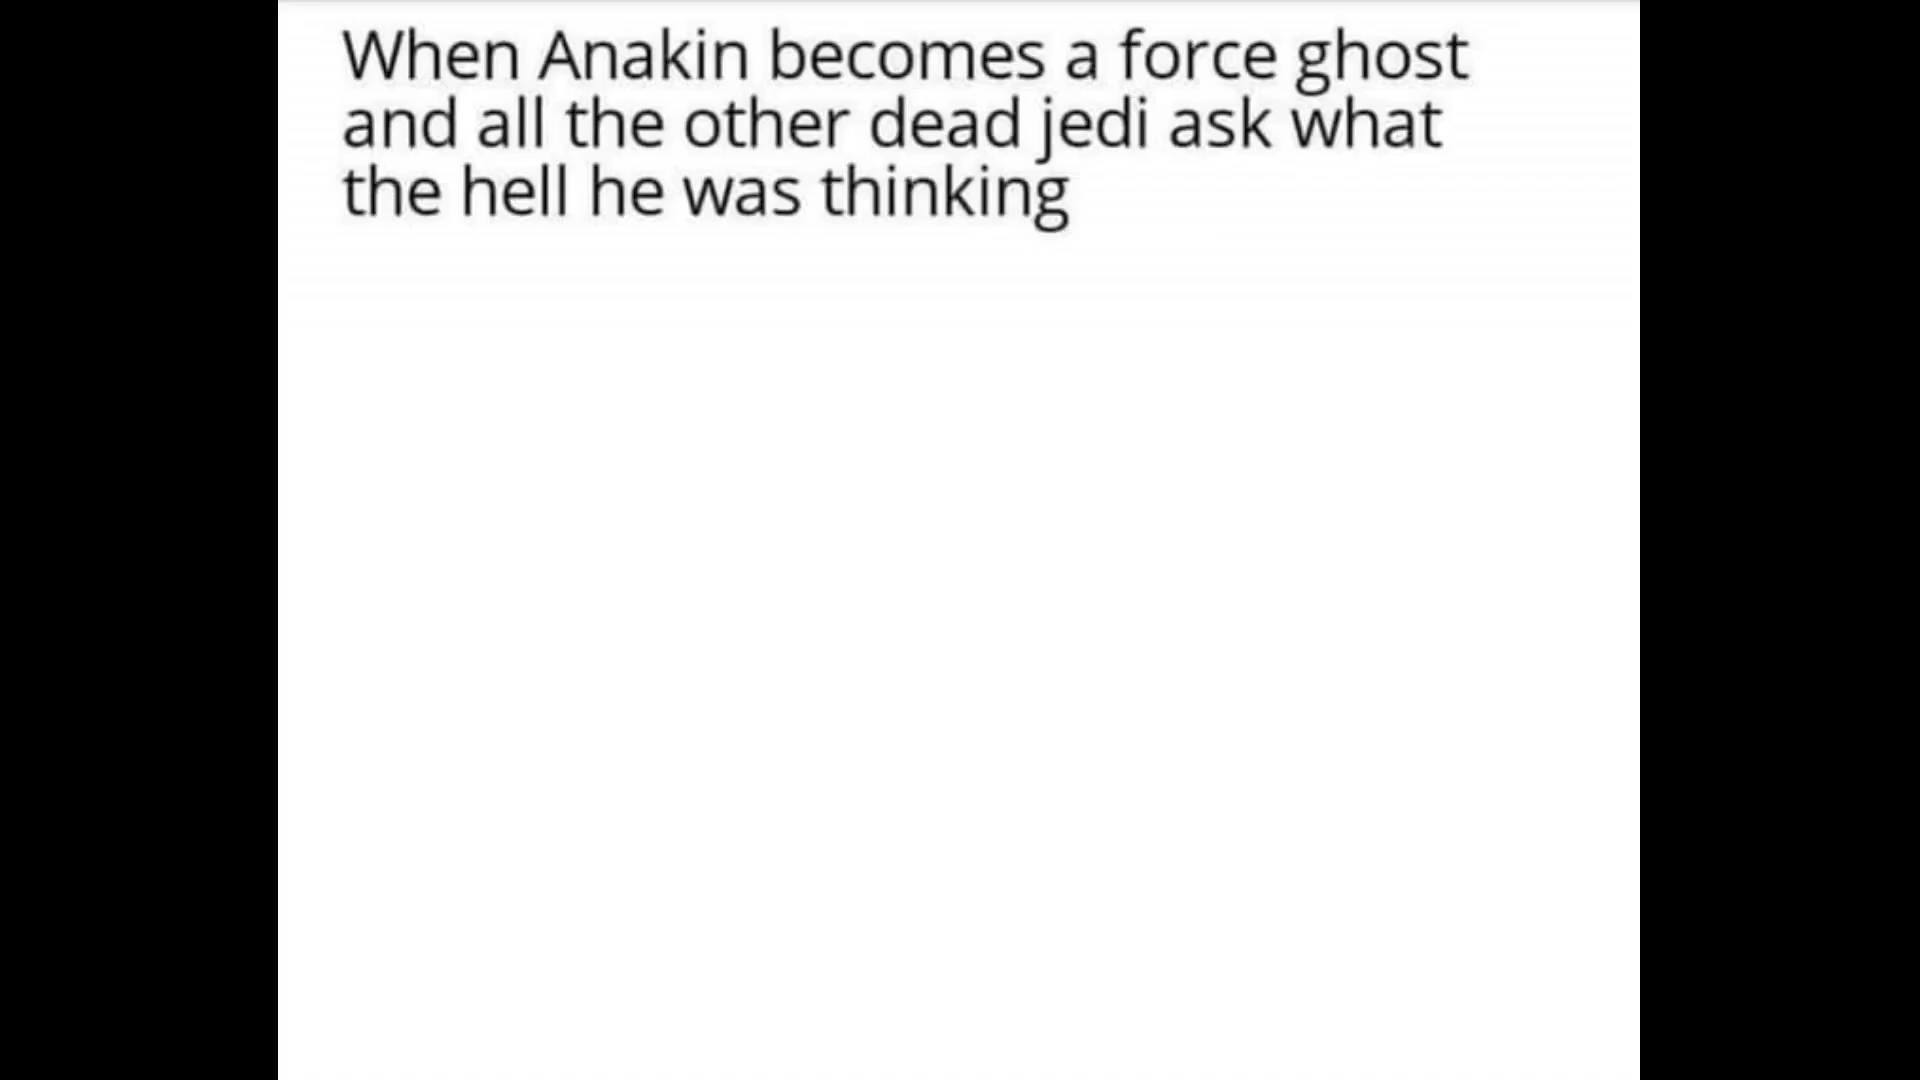 When Anakin becomes a force ghost
and all the other dead jedi ask what
the hell he was thinking